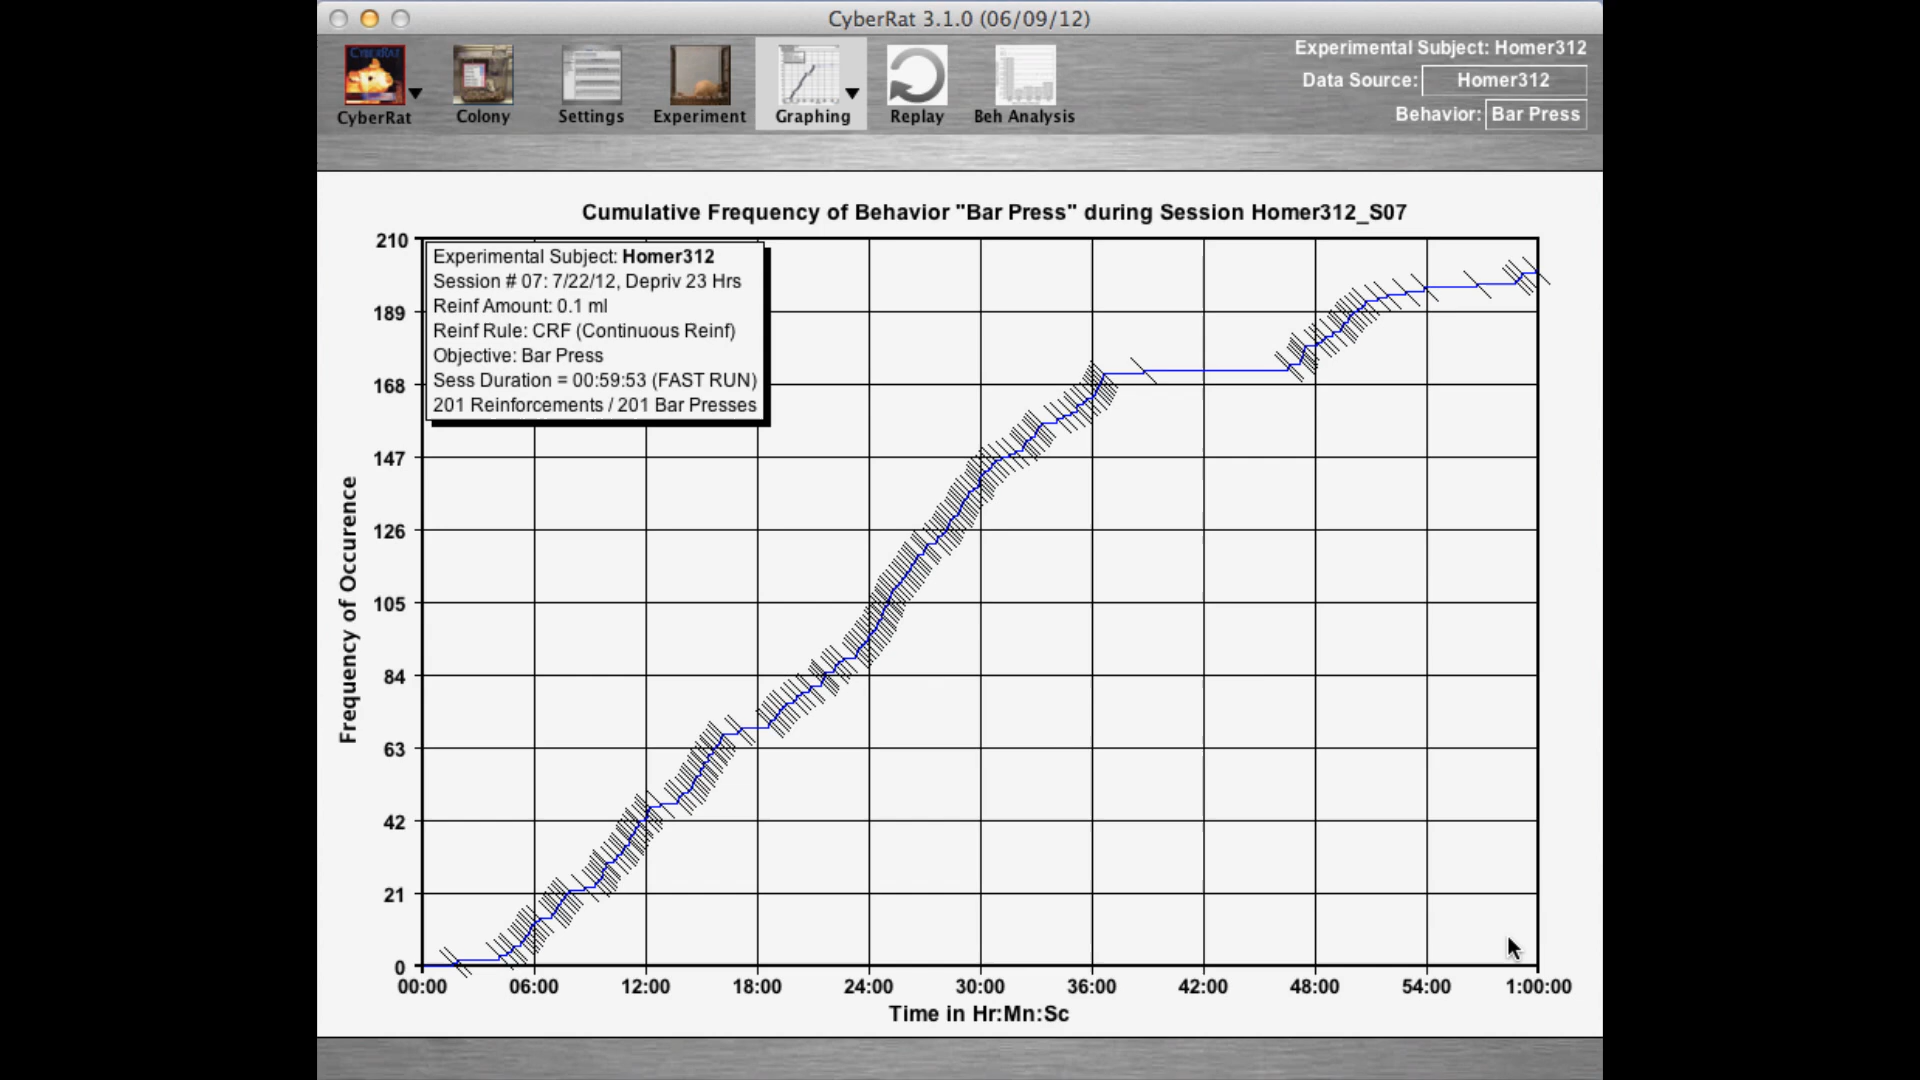 CyberRat 3.1.0 (06/09/12)
CYBERRAT
CyberRat
Colony
Settings
Experiment
Graphing
Replay
Beh Analysis
Experimental Subject: Homer312
Data Source: Homer312
Behavior: Bar Press
Cumulative Frequency of Behavior "Bar Press" during Session Homer312_S07
Experimental Subject: Homer312
Session # 07: 7/22/12, Depriv 23 Hrs
Reinf Amount: 0.1 ml
Reinf Rule: CRF (Continuous Reinf)
Objective: Bar Press
Sess Duration = 00:59:53 (FAST RUN)
201 Reinforcements / 201 Bar Presses
Frequency of Occurence
210
189
168
147
126
105
84
63
42
21
0
00:00 06:00 12:00 18:00 24:00 30:00 36:00 42:00 48:00 54:00 1:00:00
Time in Hr:Mn:Sc